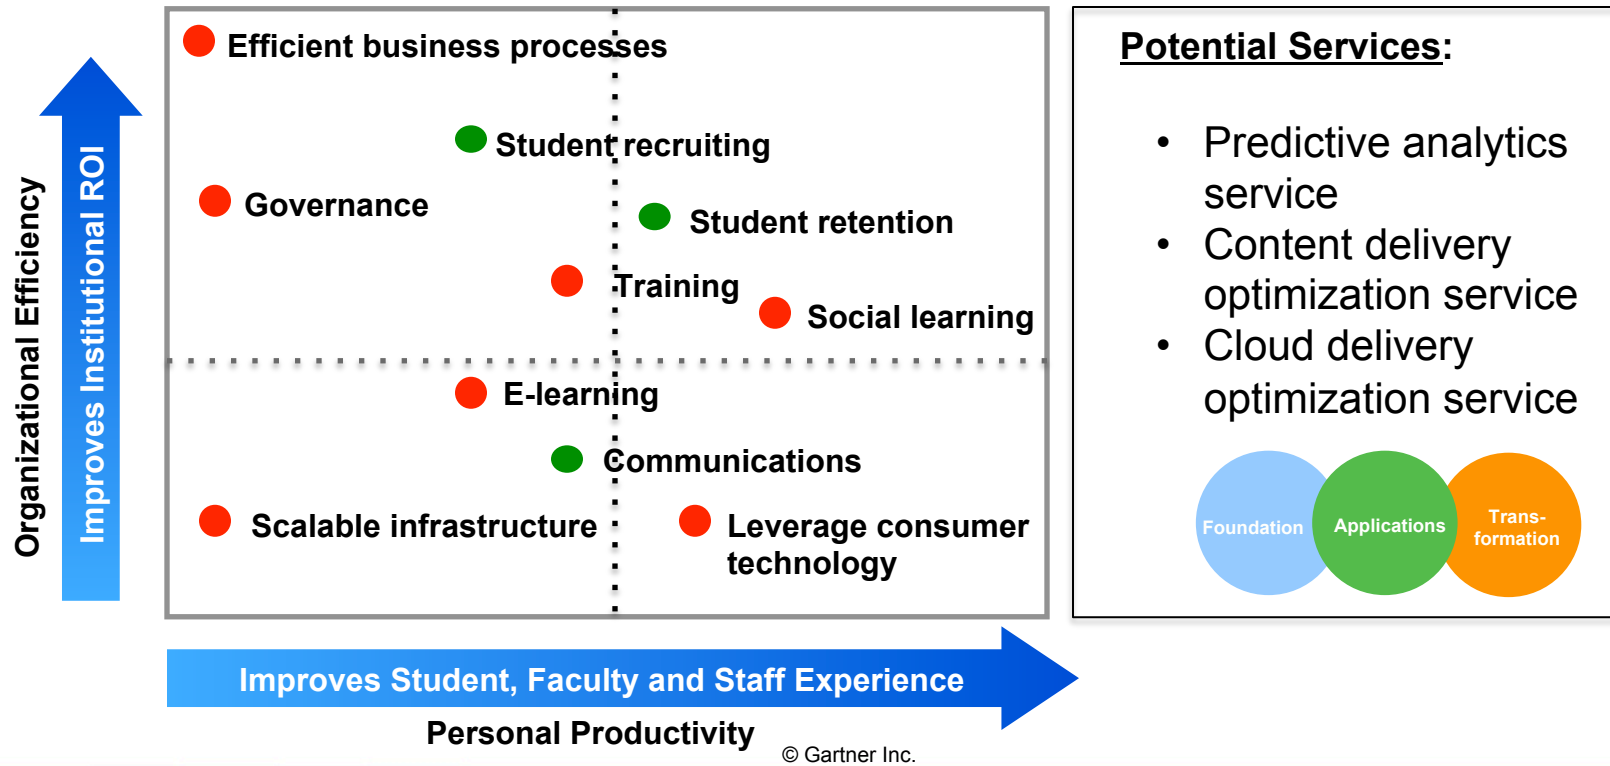 Organizational Efficiency
Improves Institutional ROI
Efficient business processes
Student recruiting
Governance
Student retention
Training
Social learning
E-learning
Communications
Scalable infrastructure
Leverage consumer
technology
Improves Student, Faculty and Staff Experience
Personal Productivity
© Gartner Inc.
Potential Services:
• Predictive analytics
service
• Content delivery
optimization service
• Cloud delivery
optimization service
Foundation
Applications
Trans-
formation